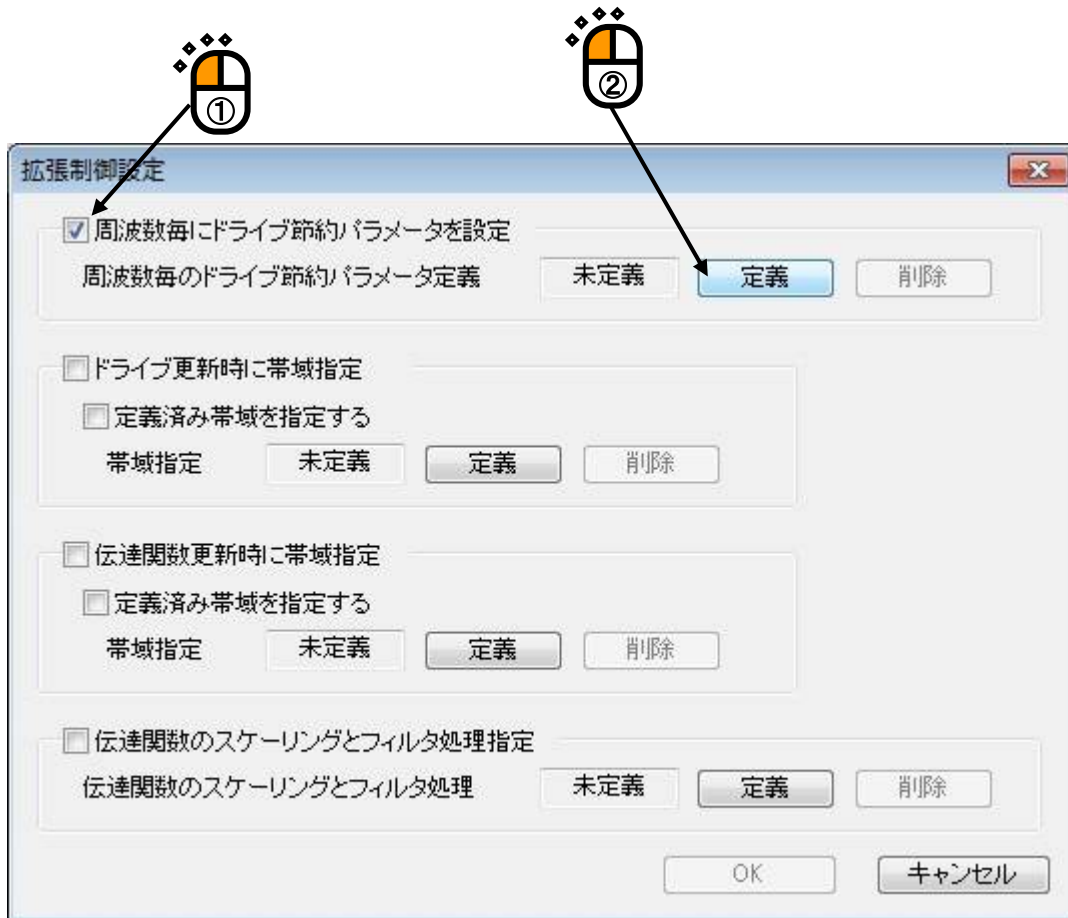 ① ②
拡張制御設定
周波数毎にドライブ節約パラメータを設定
周波数毎のドライブ節約パラメータ定義 未定義 定義 削除
ドライブ更新時に帯域指定
定義済み帯域を指定する
帯域指定 未定義 定義 削除
伝達関数更新時に帯域指定
定義済み帯域を指定する
帯域指定 未定義 定義 削除
伝達関数のスケーリングとフィルタ処理指定
伝達関数のスケーリングとフィルタ処理 未定義 定義 削除
OK キャンセル